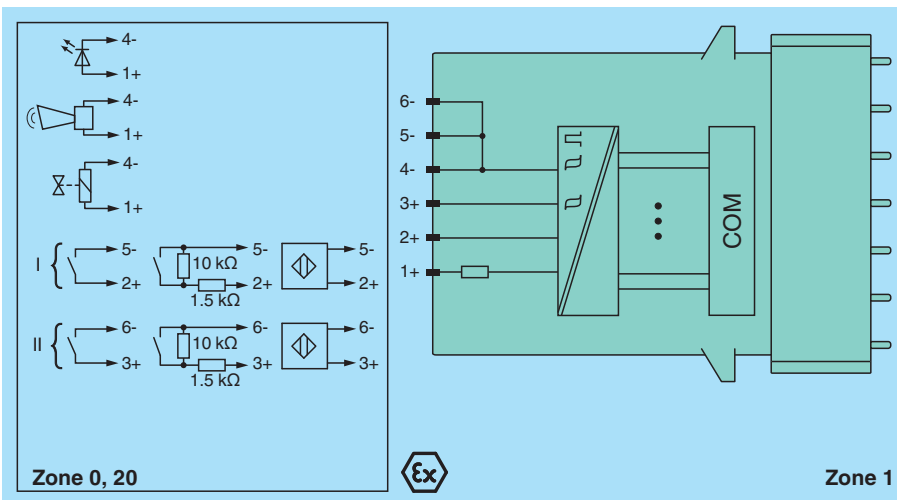 4-
1+
4-
1+
4-
1+
I
5-
2+
10 kΩ
1.5 kΩ
5-
2+
5-
2+
II
6-
3+
10 kΩ
1.5 kΩ
6-
3+
6-
3+
Zone 0, 20
6-
5-
4-
3+
2+
1+
COM
Ex
Zone 1